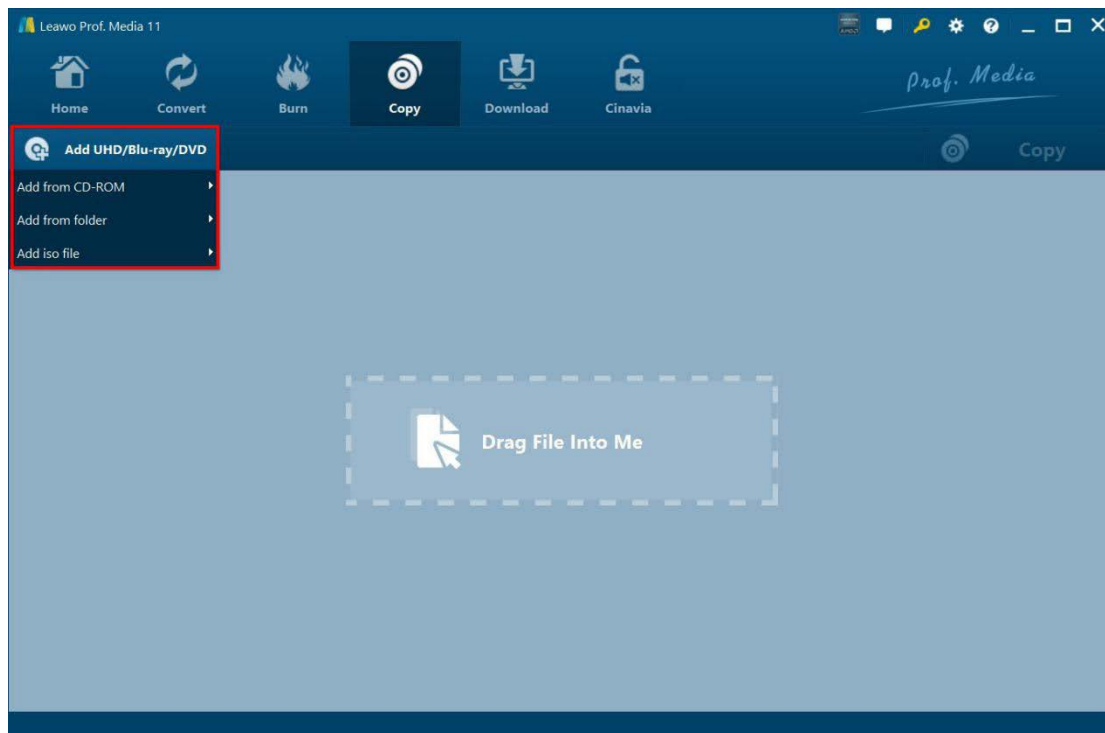 Leawo Prof. Media 11
Home
Convert
Burn
Copy
Download
Cinavia
Prof. Media
Add UHD/Blu-ray/DVD
Copy
Add from CD-ROM
Add from folder
Add iso file
Drag File Into Me